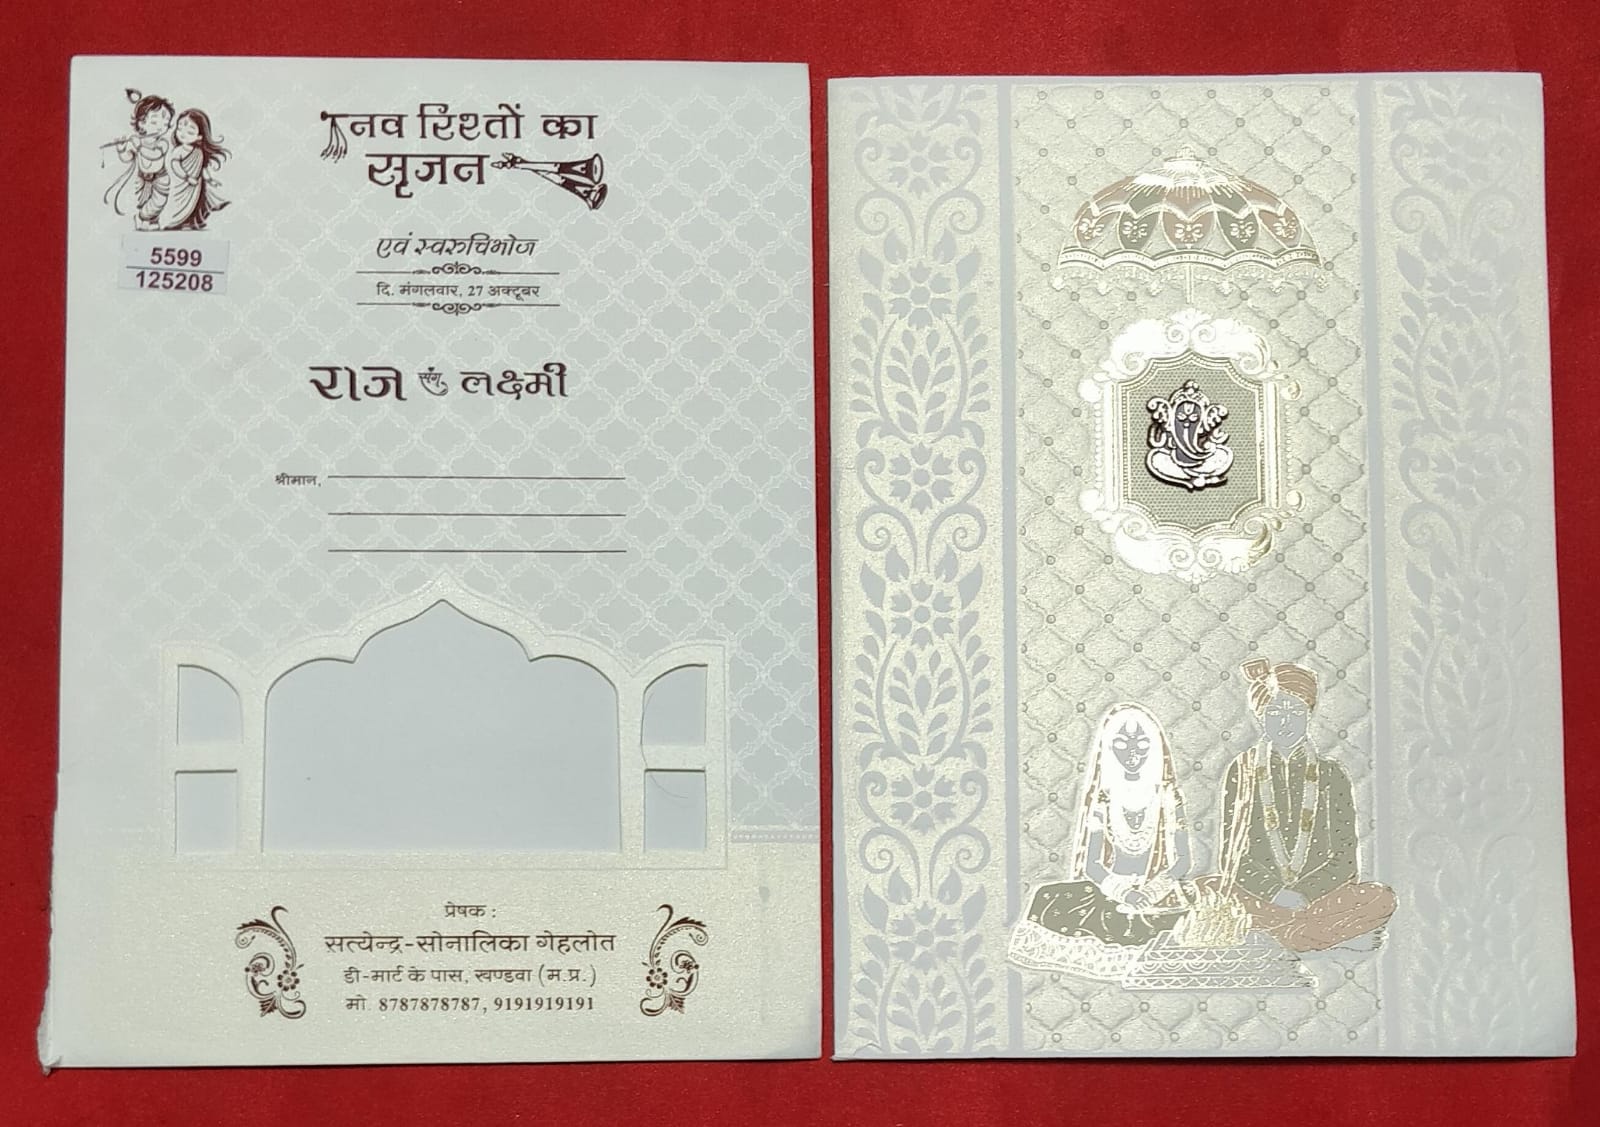 नव रिश्तों का
सृजन
5599
125208
एवं स्वरुचिभोज
दि. मंगलवार, 27 अक्टूबर
राज संग लक्ष्मी
श्रीमान,
प्रेषक :
सत्येन्द्र-सोनालिका गेहलोत
डी-मार्ट के पास, खण्डवा (म.प्र.)
मो. 8787878787, 9191919191